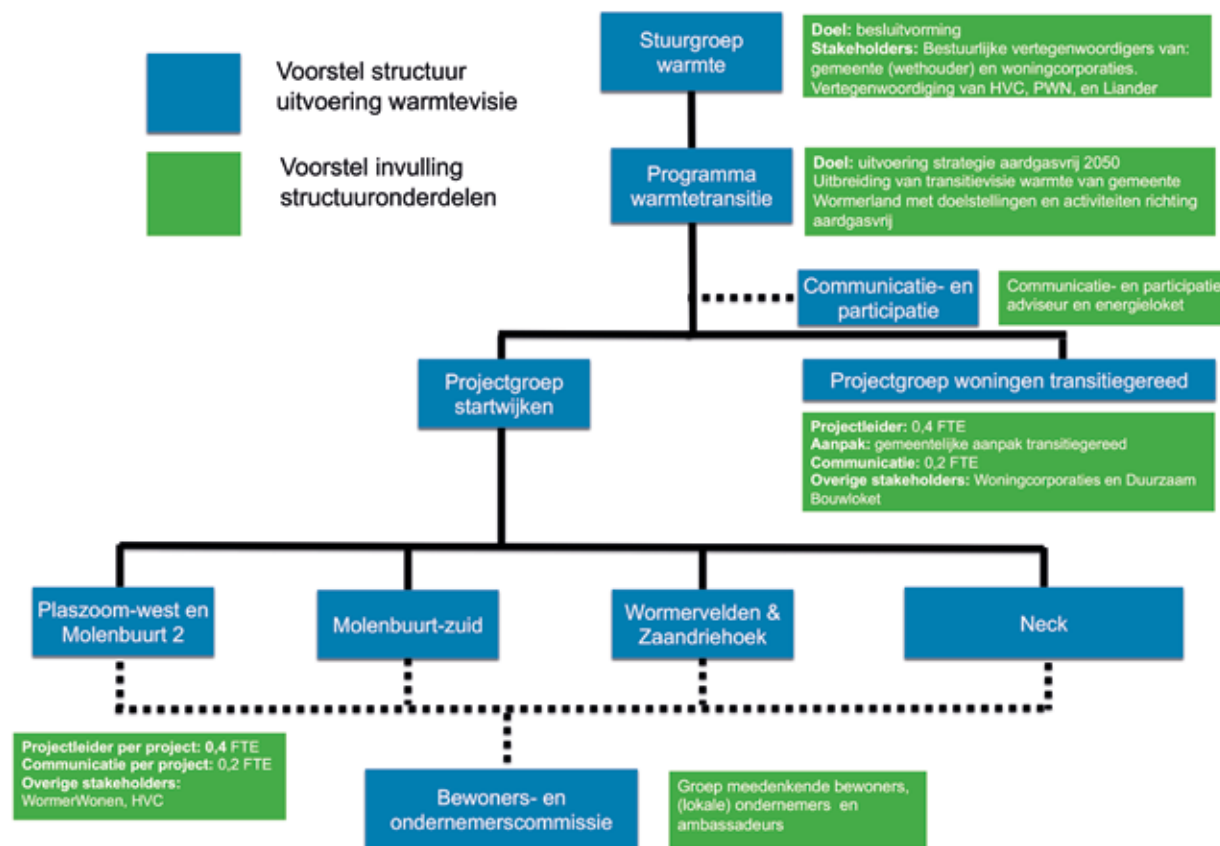 Voorstel structuur
uitvoering warmtevisie
Voorstel invulling
structuuronderdelen
Stuurgroep
warmte
Doel: besluitvorming
Stakeholders: Bestuurlijke vertegenwoordigers van:
gemeente (wethouder) en woningcorporaties.
Vertegenwoordiging van HVC, PWN, en Liander
Programma
warmtetransitie
Doel: uitvoering strategie aardgasvrij 2050
Uitbreiding van transitievisie warmte van gemeente
Wormerland met doelstellingen en activiteiten richting
aardgasvrij
Communicatie- en
participatie
Communicatie- en participatie
adviseur en energieloket
Projectgroep
startwijken
Projectgroep woningen transitiegereed
Projectleider: 0,4 FTE
Aanpak: gemeentelijke aanpak transitiegereed
Communicatie: 0,2 FTE
Overige stakeholders: Woningcorporaties en Duurzaam
Bouwloket
Plaszoom-west en
Molenbuurt 2
Molenbuurt-zuid
Wormervelden &
Zaandriehoek
Neck
Projectleider per project: 0,4 FTE
Communicatie per project: 0,2 FTE
Overige stakeholders:
WormerWonen, HVC
Bewoners- en
ondernemerscommissie
Groep meedenkende bewoners,
(lokale) ondernemers en
ambassadeurs